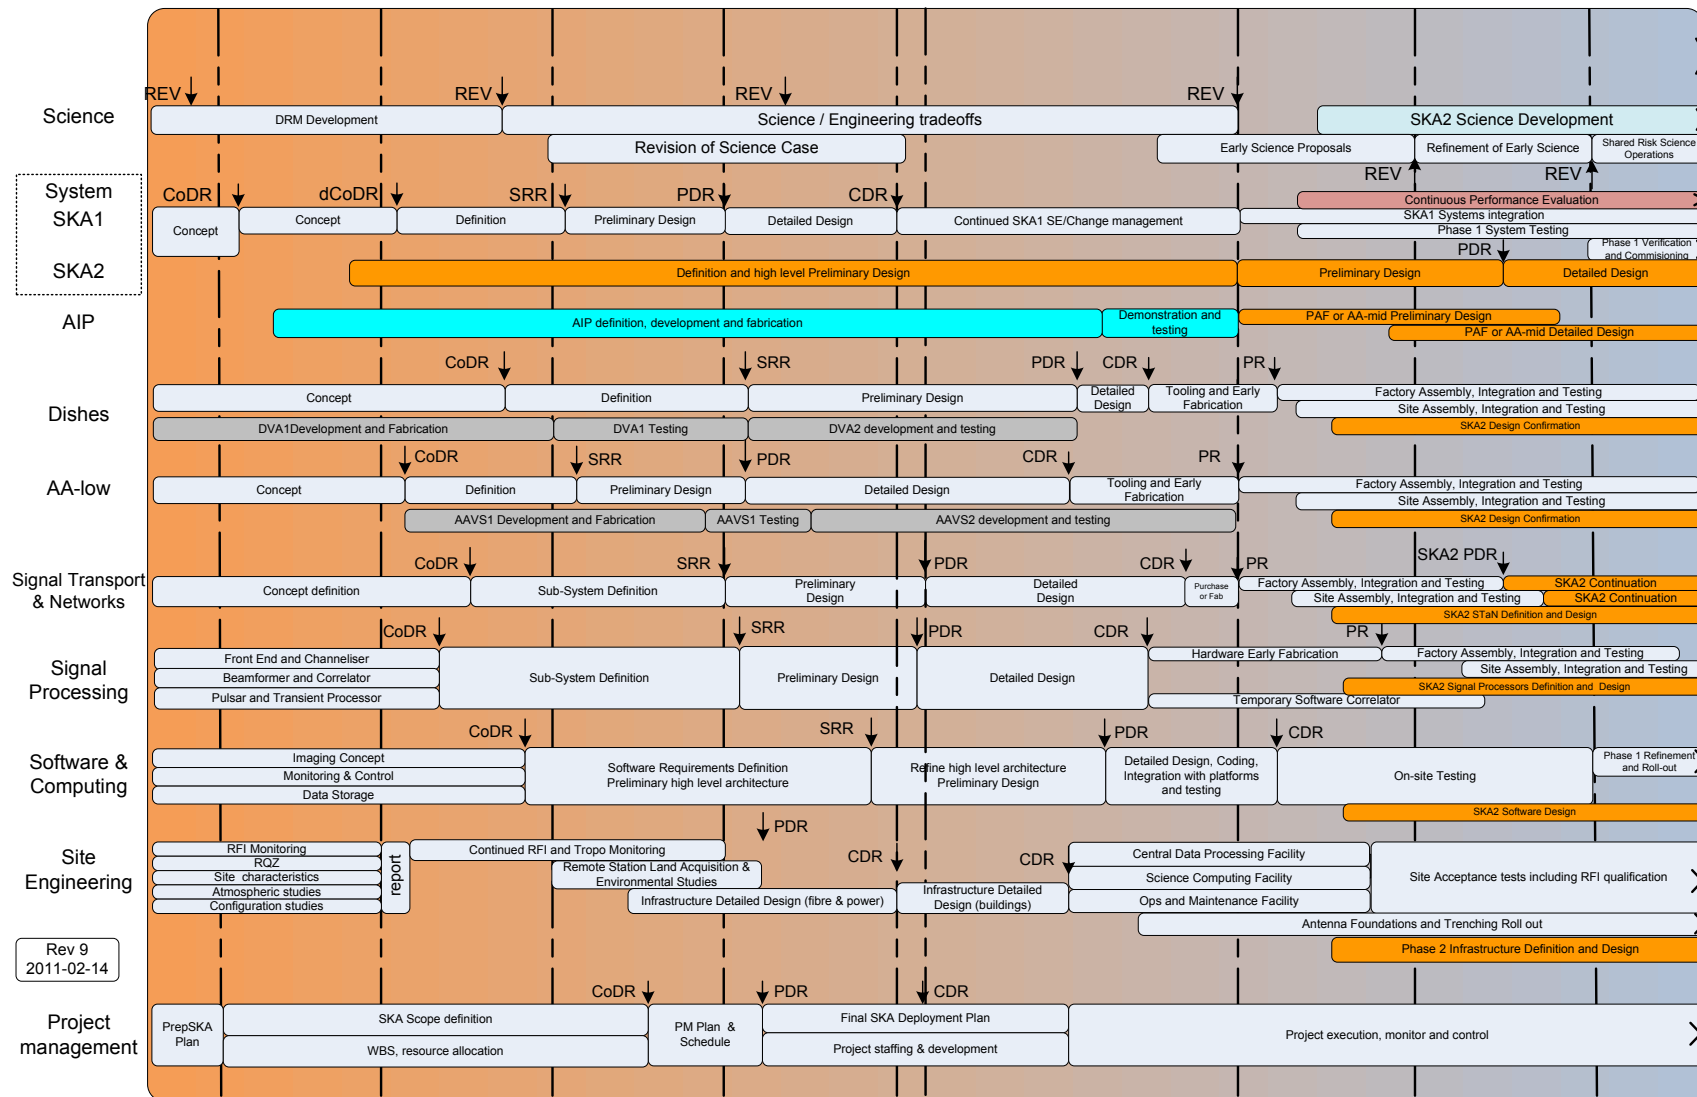 REV
REV
REV
REV
Science
DRM Development
Science / Engineering tradeoffs
SKA2 Science Development
Revision of Science Case
Early Science Proposals
Refinement of Early Science
Shared Risk Science
Operations
REV
REV
System
CoDR
dCoDR
SRR
PDR
CDR
SKA1
Concept
Concept
Definition
Preliminary Design
Detailed Design
Continued SKA1 SE/Change management
Continuous Performance Evaluation
SKA1 Systems integration
Phase 1 System Testing
PDR
Phase 1 Verification
and Commisioning
SKA2
Definition and high level Preliminary Design
Preliminary Design
Detailed Design
AIP
AIP definition, development and fabrication
Demonstration and
testing
PAF or AA-mid Preliminary Design
PAF or AA-mid Detailed Design
CoDR
SRR
PDR
CDR
PR
Dishes
Concept
Definition
Preliminary Design
Detailed
Design
Tooling and Early
Fabrication
Factory Assembly, Integration and Testing
Site Assembly, Integration and Testing
SKA2 Design Confirmation
DVA1Development and Fabrication
DVA1 Testing
DVA2 development and testing
CoDR
SRR
PDR
CDR
PR
AA-low
Concept
Definition
Preliminary Design
Detailed Design
Tooling and Early
Fabrication
Factory Assembly, Integration and Testing
Site Assembly, Integration and Testing
SKA2 Design Confirmation
AAVS1 Development and Fabrication
AAVS1 Testing
AAVS2 development and testing
CoDR
SRR
PDR
CDR
PR
SKA2 PDR
Signal Transport
& Networks
Concept definition
Sub-System Definition
Preliminary
Design
Detailed
Design
Purchase
or Fab
Factory Assembly, Integration and Testing
SKA2 Continuation
Site Assembly, Integration and Testing
SKA2 Continuation
SKA2 STaN Definition and Design
CoDR
SRR
PDR
CDR
PR
Signal
Processing
Front End and Channeliser
Beamformer and Correlator
Pulsar and Transient Processor
Sub-System Definition
Preliminary Design
Detailed Design
Hardware Early Fabrication
Factory Assembly, Integration and Testing
Site Assembly, Integration and Testing
SKA2 Signal Processors Definition and Design
Temporary Software Correlator
CoDR
SRR
PDR
CDR
Software &
Computing
Imaging Concept
Monitoring & Control
Data Storage
Software Requirements Definition
Preliminary high level architecture
Refine high level architecture
Preliminary Design
Detailed Design, Coding,
Integration with platforms
and testing
On-site Testing
Phase 1 Refinement
and Roll-out
SKA2 Software Design
PDR
CDR
CDR
Site
Engineering
RFI Monitoring
RQZ
Site characteristics
Atmospheric studies
Configuration studies
report
Continued RFI and Tropo Monitoring
Remote Station Land Acquisition &
Environmental Studies
Infrastructure Detailed Design (fibre & power)
Infrastructure Detailed
Design (buildings)
Central Data Processing Facility
Science Computing Facility
Ops and Maintenance Facility
Site Acceptance tests including RFI qualification
Antenna Foundations and Trenching Roll out
Phase 2 Infrastructure Definition and Design
Rev 9
2011-02-14
CoDR
PDR
CDR
Project
management
PrepSKA
Plan
SKA Scope definition
WBS, resource allocation
PM Plan &
Schedule
Final SKA Deployment Plan
Project staffing & development
Project execution, monitor and control